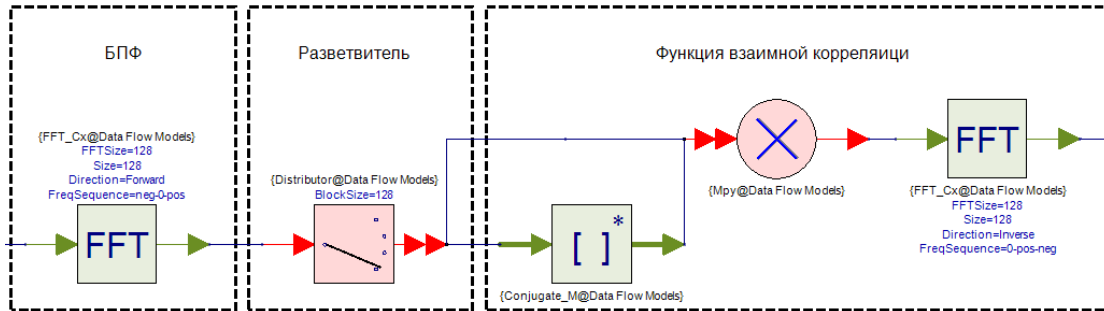 БПФ
Разветвитель
Функция взаимной корреляици
{FFT_Cx@Data Flow Models}
FFTSize=128
Size=128
Direction=Forward
FreqSequence=neg-0-pos
FFT
{Distributor@Data Flow Models}
BlockSize=128
[ ]*
{Conjugate_M@Data Flow Models}
{Mpy@Data Flow Models}
FFT
{FFT_Cx@Data Flow Models}
FFTSize=128
Size=128
Direction=Inverse
FreqSequence=0-pos-neg